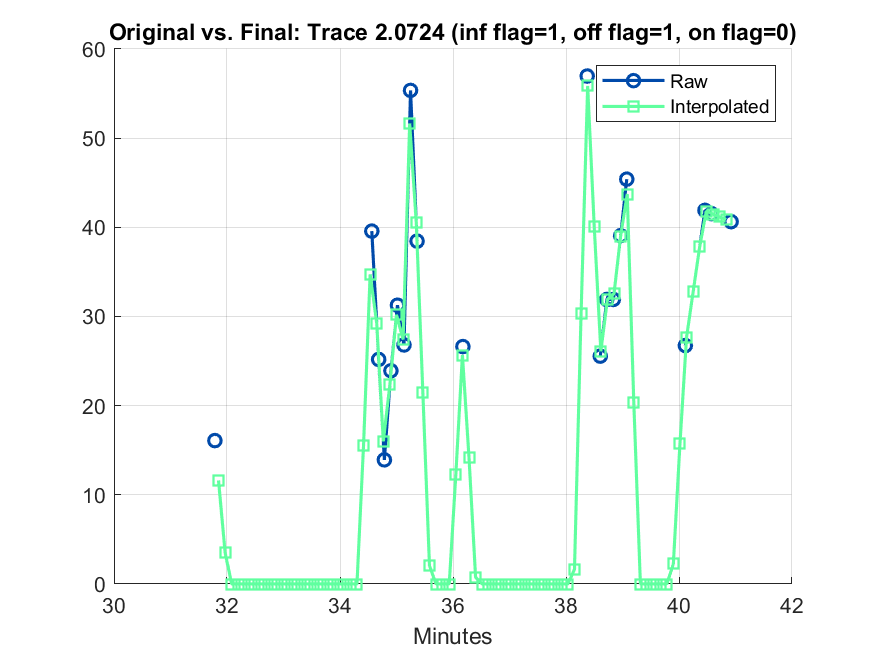 Original vs. Final: Trace 2.0724 (inf flag=1, off flag=1, on flag=0)
60
50
40
30
20
10
0
Raw
Interpolated
30 32 34 36 38 40 42
Minutes